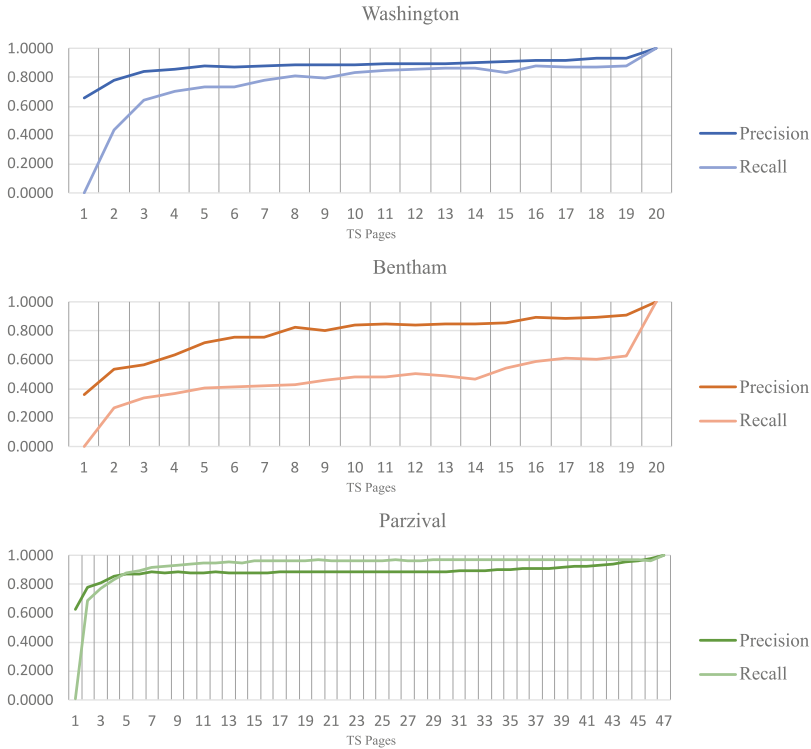 Washington
1.0000
0.8000
0.6000
0.4000
0.2000
0.0000
1 2 3 4 5 6 7 8 9 10 11 12 13 14 15 16 17 18 19 20
TS Pages
Precision
Recall
Bentham
1.0000
0.8000
0.6000
0.4000
0.2000
0.0000
1 2 3 4 5 6 7 8 9 10 11 12 13 14 15 16 17 18 19 20
TS Pages
Precision
Recall
Parzival
1.0000
0.8000
0.6000
0.4000
0.2000
0.0000
1 3 5 7 9 11 13 15 17 19 21 23 25 27 29 31 33 35 37 39 41 43 45 47
TS Pages
Precision
Recall